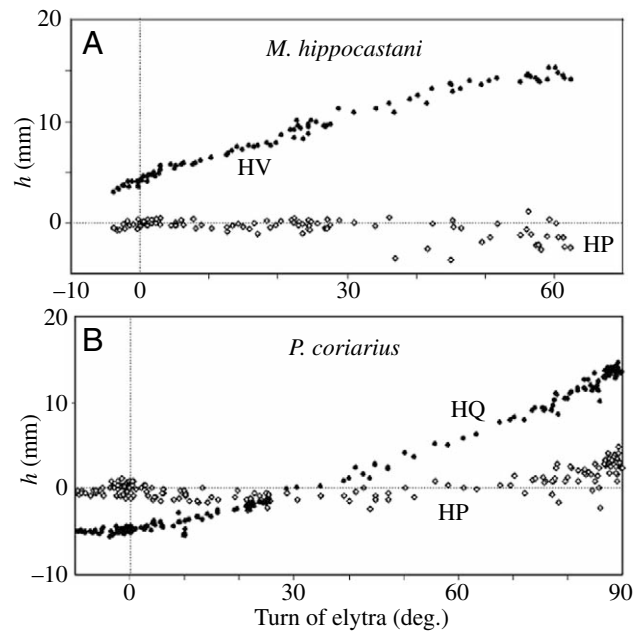 20
A
M. hippocastani
10
h (mm)
HV
0
HP
–10
0
30
60
20
B
P. coriarius
10
HQ
h (mm)
0
HP
–10
0
30
60
90
Turn of elytra (deg.)